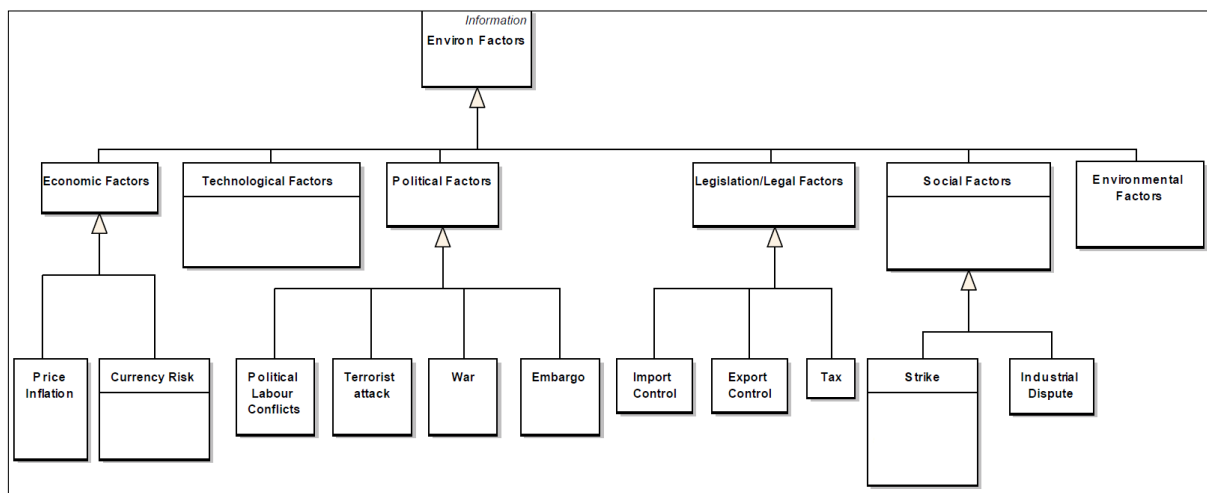 Information
Environ Factors
Economic Factors
Technological Factors
Political Factors
Legislation/Legal Factors
Social Factors
Environmental
Factors
Price
Inflation
Currency Risk
Political
Labour
Conflicts
Terrorist
attack
War
Embargo
Import
Control
Export
Control
Tax
Strike
Industrial
Dispute